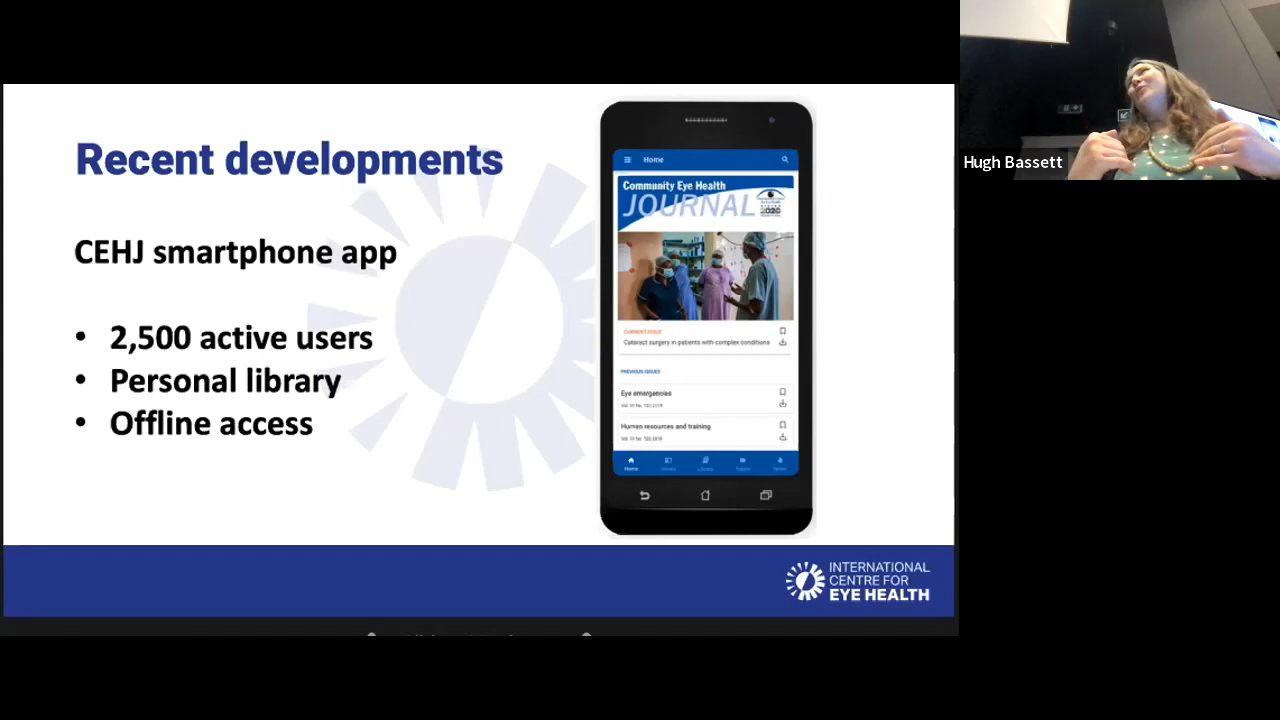 Recent developments
CEHJ smartphone app
• 2,500 active users
• Personal library
• Offline access
Home
Community Eye Health
JOURNAL
CURRENT ISSUE
Cataract surgery in patients with complex conditions
PREVIOUS ISSUES
Eye emergencies
Human resources and training
Home
INTERNATIONAL
CENTRE FOR
EYE HEALTH
Hugh Bassett